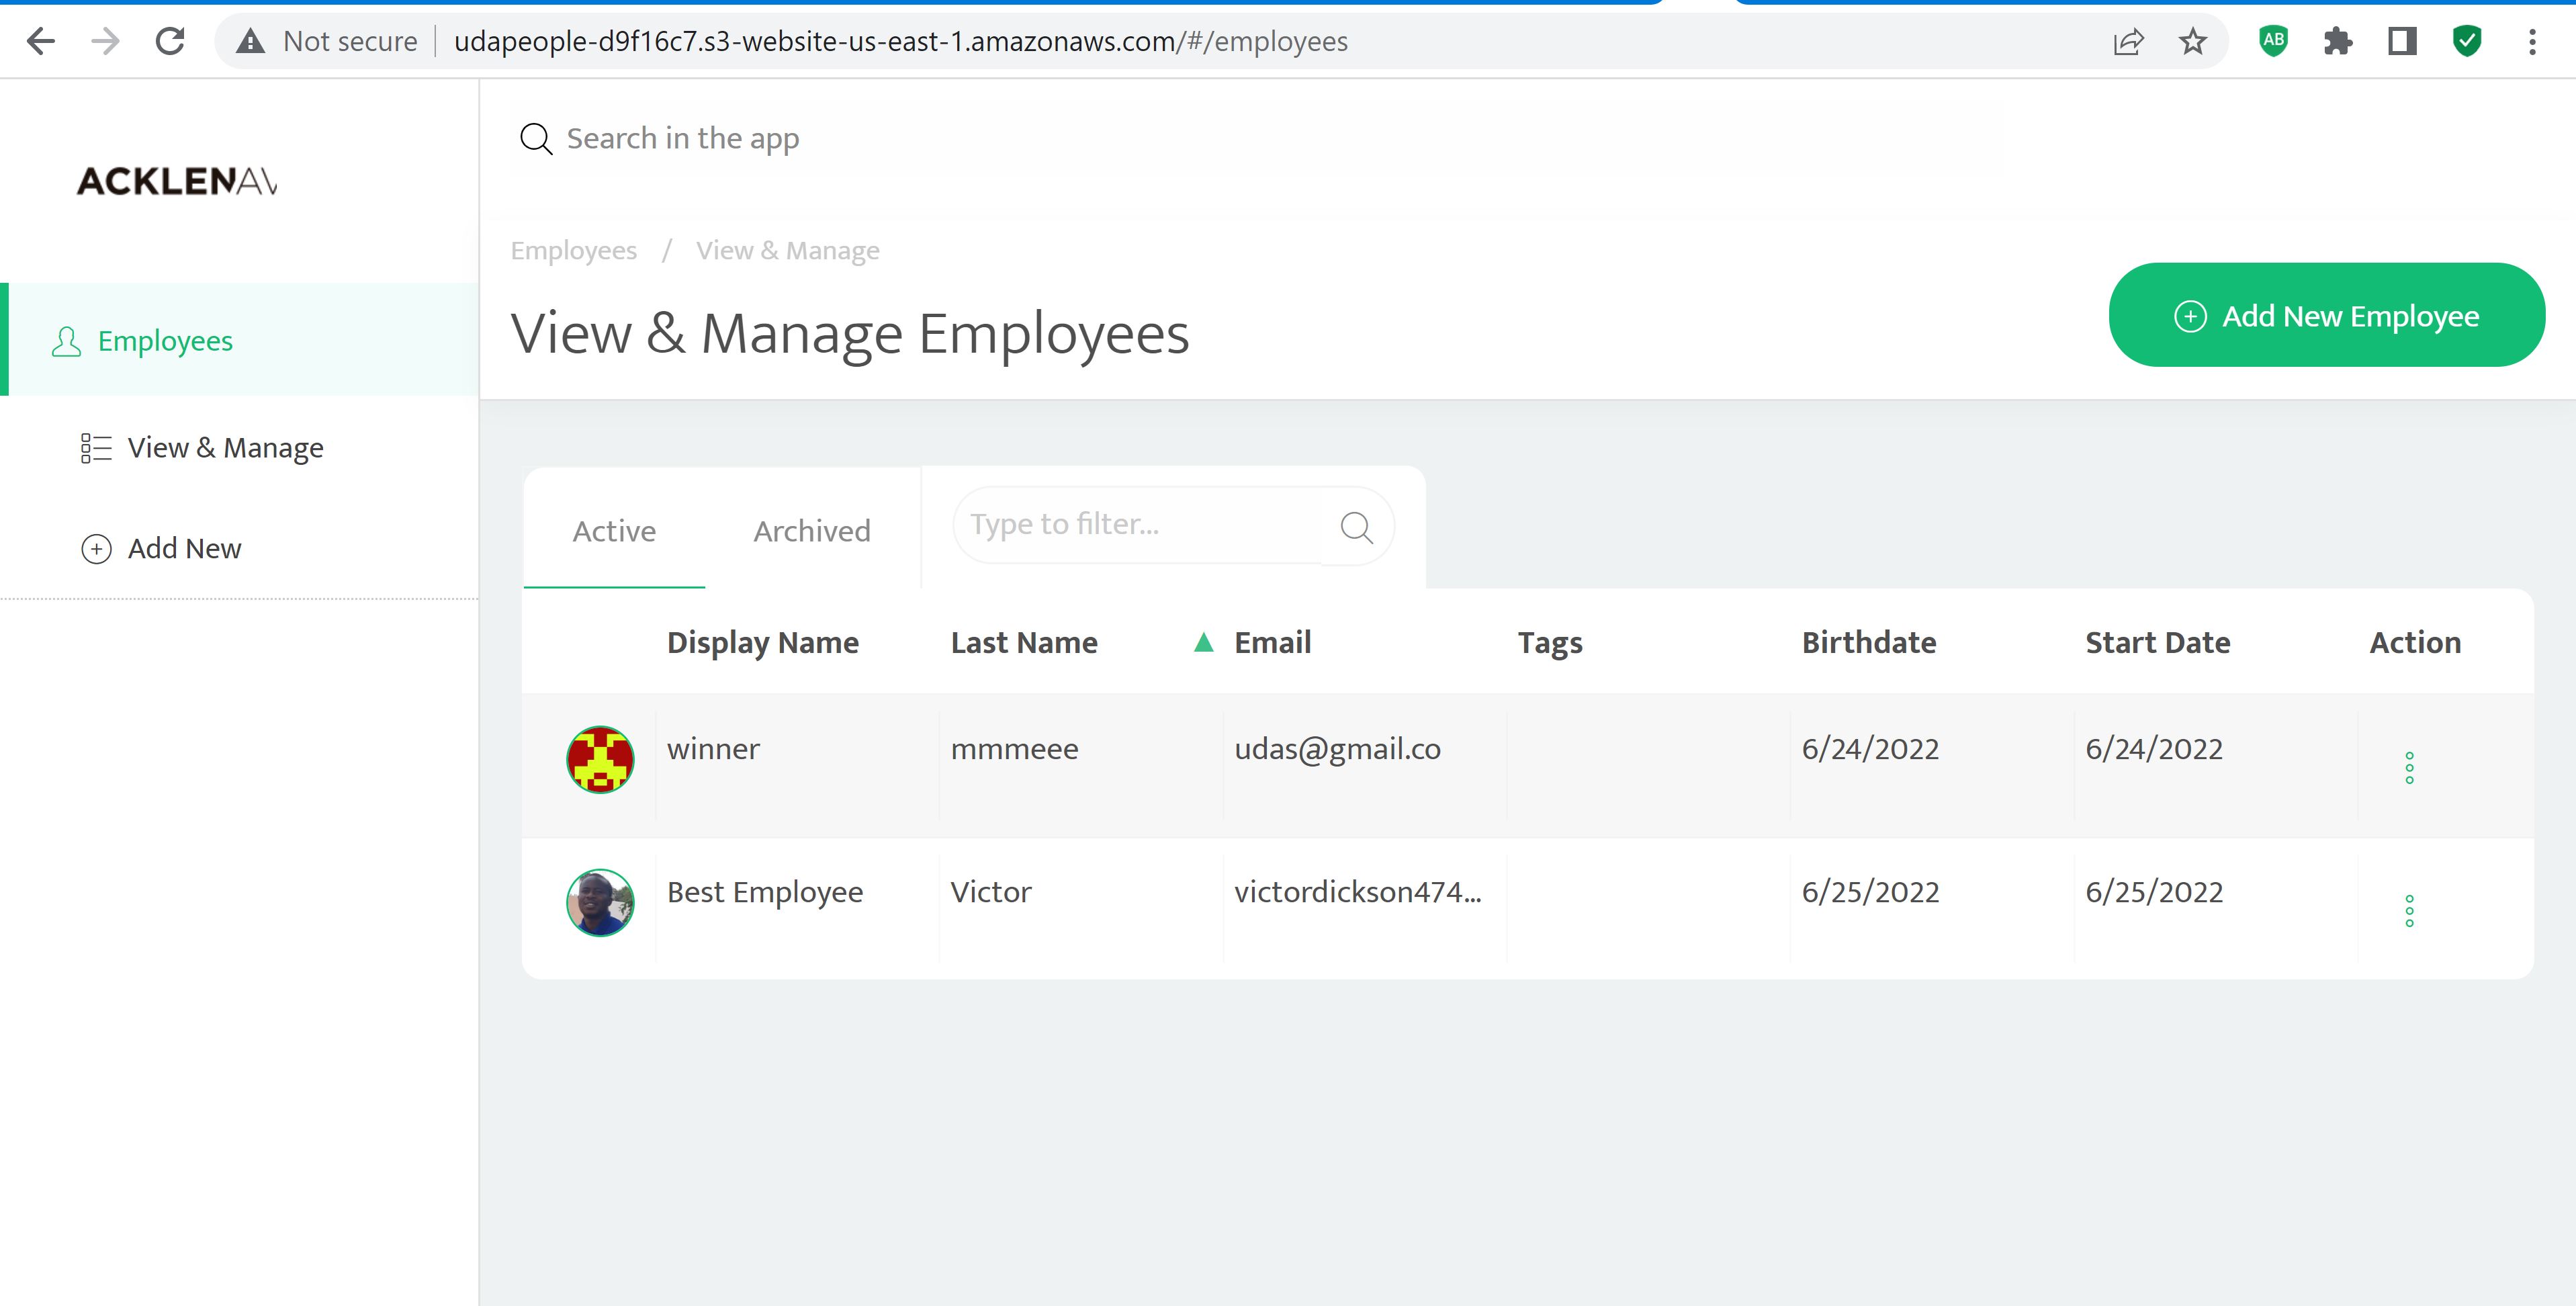 Not secure udapeople-d9f16c7.s3-website-us-east-1.amazonaws.com/#/employees
AB
ACKLENAV
Search in the app
Employees / View & Manage
View & Manage Employees
Add New Employee
Employees
View & Manage
Add New
Active Archived Type to filter...
Display Name Last Name Email Tags Birthdate Start Date Action
winner mmmeee udas@gmail.co 6/24/2022 6/24/2022
Best Employee Victor victordickson474... 6/25/2022 6/25/2022